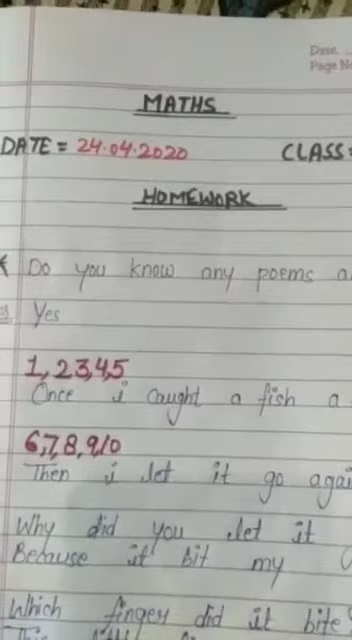 Date.
Page No
MATHS
DATE = 24.04.2020 CLASS=
HOMEWORK
Do you know any poems
Yes
1,2,3,4,5
Once i caught a fish a
6,7,8,9,10
Then i let it go agai
Why did you let it
Because it bit my
Which finger did it bite
This